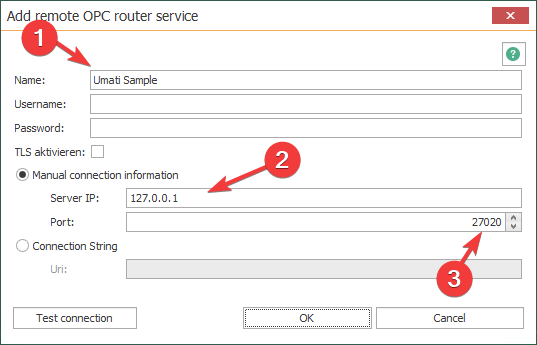 Add remote OPC router service
1
?
Name: Umati Sample
Username:
Password:
TLS aktivieren:
2
Manual connection information
Server IP: 127.0.0.1
Port: 27020
Connection String
3
Uri:
Test connection OK Cancel